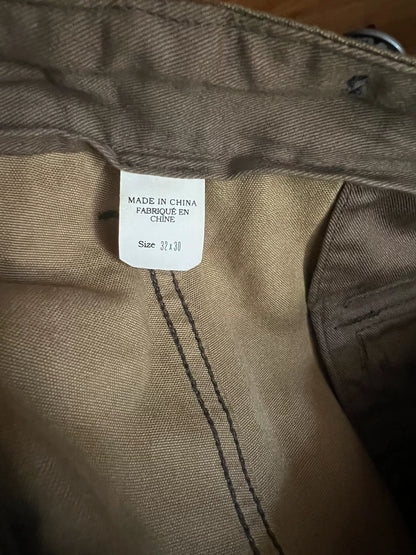 MADE IN CHINA
FABRIQUÉ EN
CHINE
Size 32 x 30